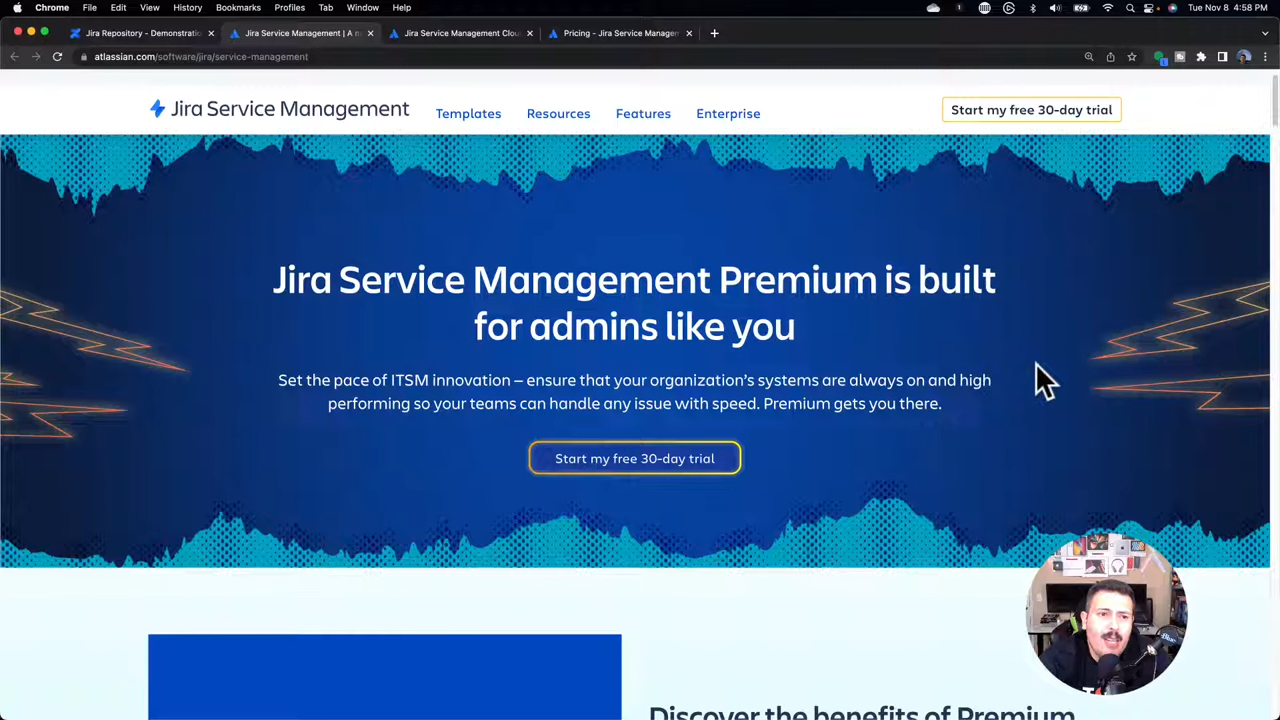 Chrome File Edit View History Bookmarks Profiles Tab Window Help
Tue Nov 8 4:58 PM
Jira Repository - Demonstratio
Jira Service Management | A n
Jira Service Management Clou
Pricing - Jira Service Managem
atlassian.com/software/jira/service-management
Jira Service Management
Templates Resources Features Enterprise
Start my free 30-day trial
Jira Service Management Premium is built
for admins like you
Set the pace of ITSM innovation – ensure that your organization's systems are always on and high
performing so your teams can handle any issue with speed. Premium gets you there.
Start my free 30-day trial
Blue
Discover the benefits of Premium